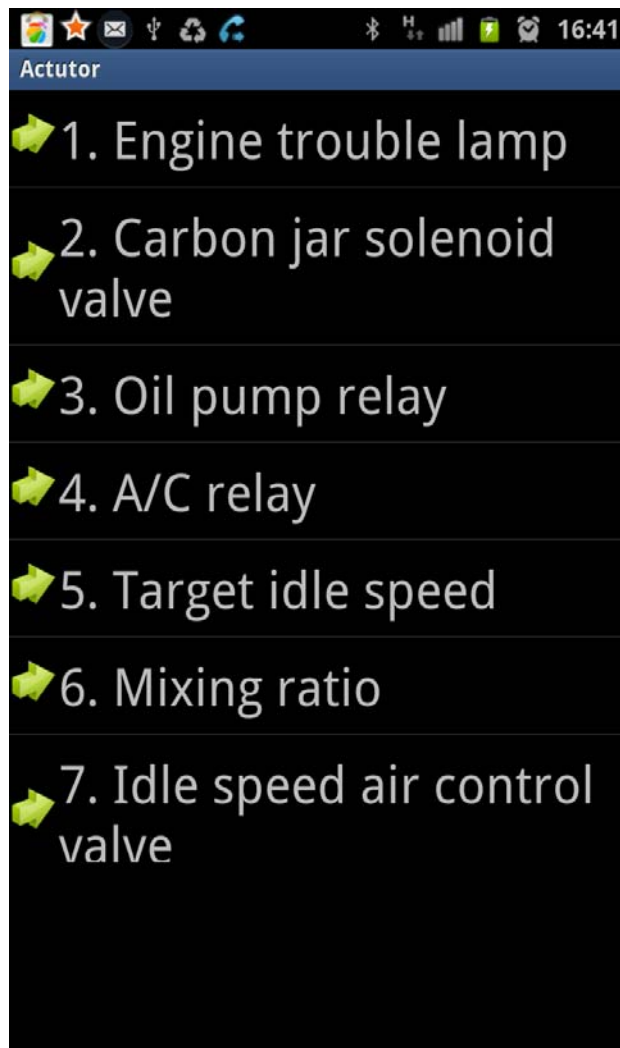 H
16:41
Actutor
1. Engine trouble lamp
2. Carbon jar solenoid
valve
3. Oil pump relay
4. A/C relay
5. Target idle speed
6. Mixing ratio
7. Idle speed air control
valve